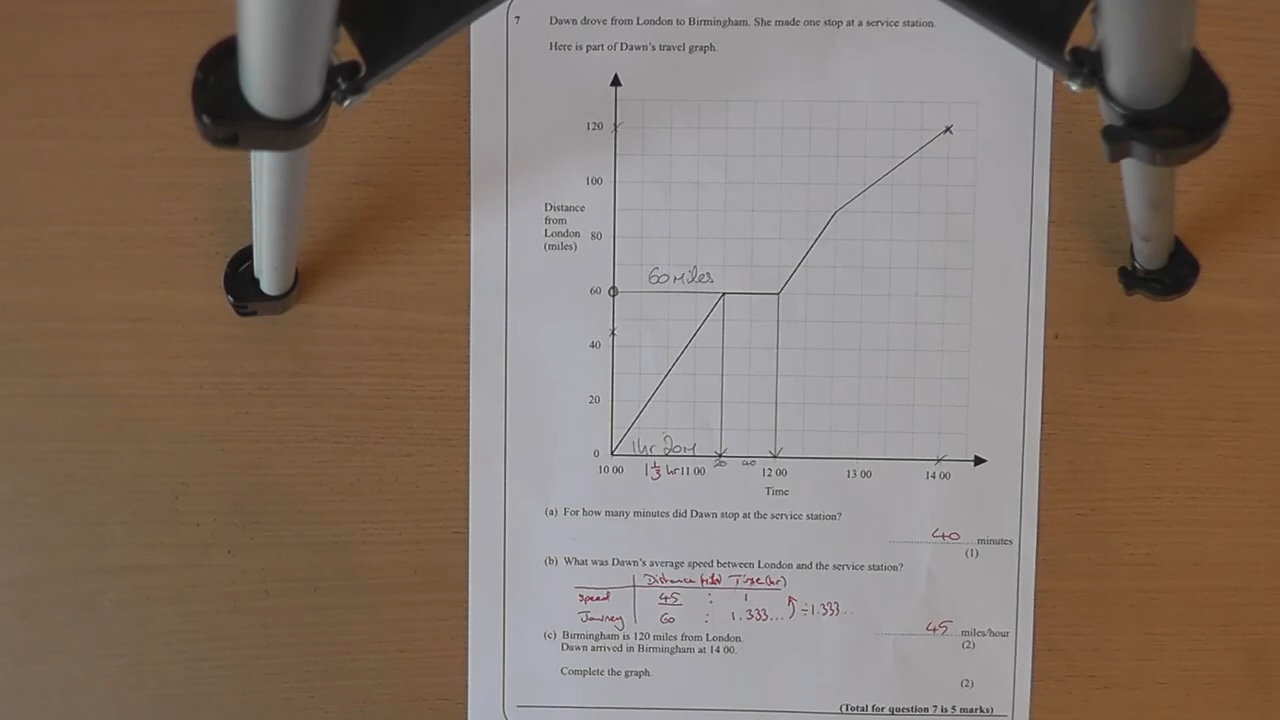 7 Dawn drove from London to Birmingham. She made one stop at a service station.
Here is part of Dawn's travel graph.
120
100
Distance
from
London
(miles)
80
60 miles
60
40
20
1hr 20M
0
10 00 1 1/3 hr 11 00 20 40 12 00 13 00 14 00
Time
(a) For how many minutes did Dawn stop at the service station?
40 minutes
(1)
(b) What was Dawn's average speed between London and the service station?
Distance Time (hr)
Speed 45 : 1
Journey 60 : 1.333... ÷1.333...
45 miles/hour
(2)
(c) Birmingham is 120 miles from London.
Dawn arrived in Birmingham at 14 00.
Complete the graph.
(2)
(Total for question 7 is 5 marks)